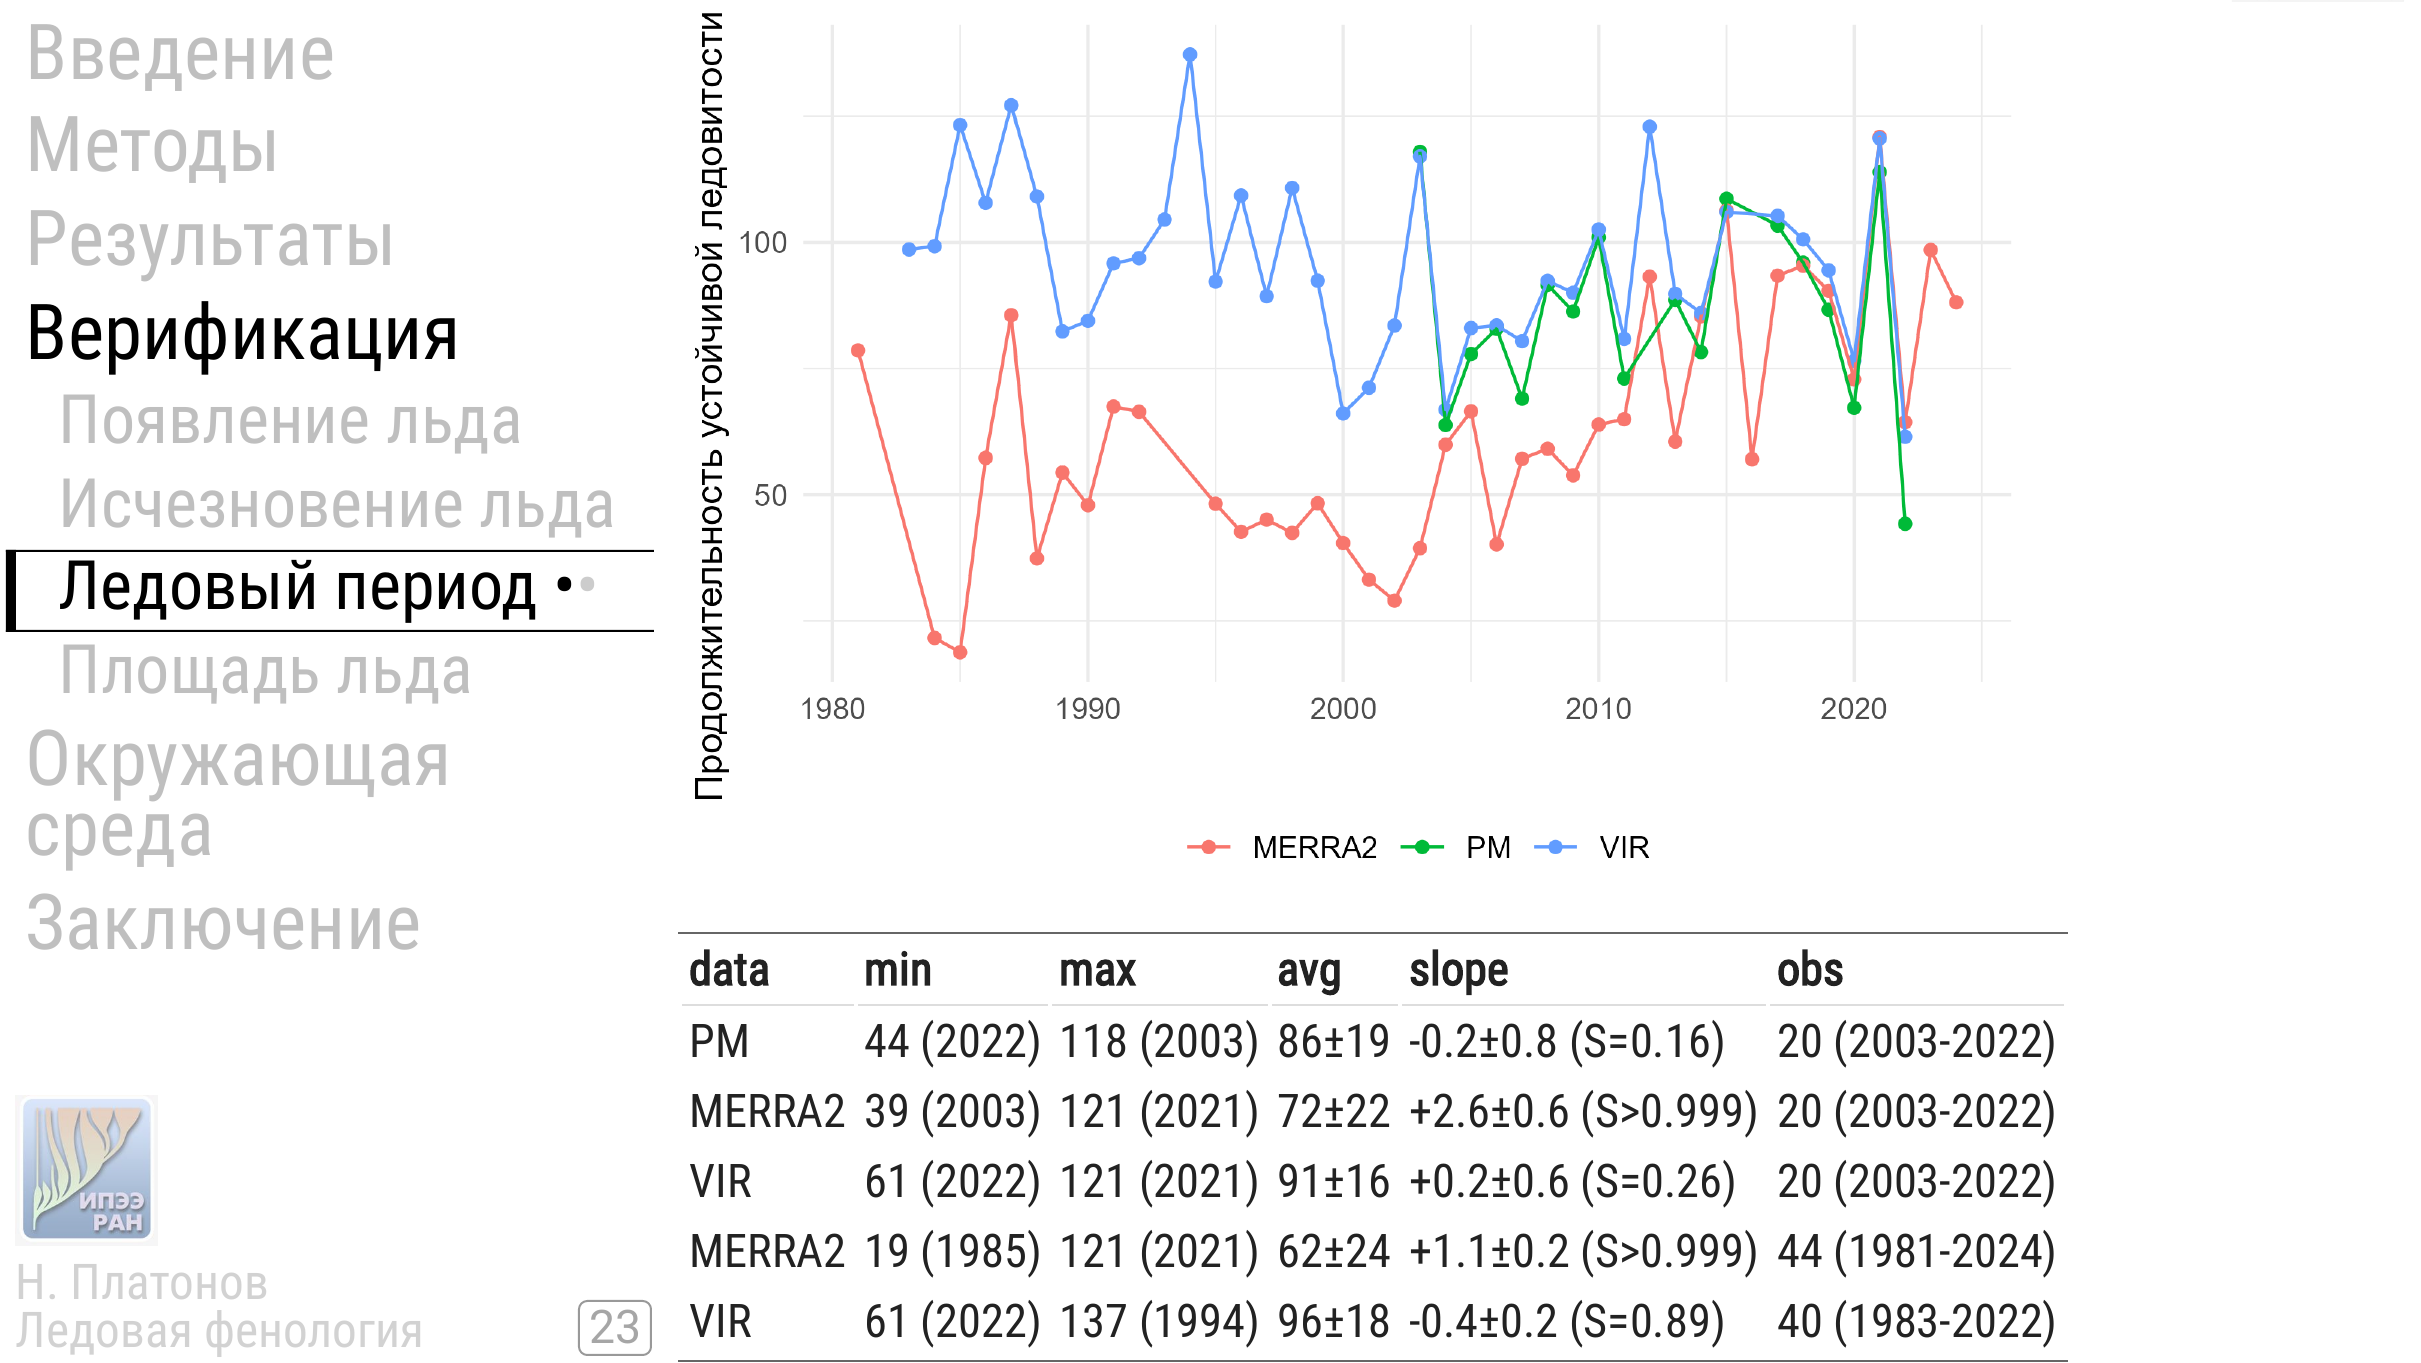 Введение
Методы
Результаты
Верификация
Появление льда
Исчезновение льда
Ледовый период
Площадь льда
Окружающая
среда
Заключение
ИПЭЭ
РАН
Н. Платонов
Ледовая фенология
23
Продолжительность устойчивой ледовитости
100
50
1980 1990 2000 2010 2020
MERRA2 PM VIR
data min max avg slope obs
PM 44 (2022) 118 (2003) 86±19 -0.2±0.8 (S=0.16) 20 (2003-2022)
MERRA2 39 (2003) 121 (2021) 72±22 +2.6±0.6 (S>0.999) 20 (2003-2022)
VIR 61 (2022) 121 (2021) 91±16 +0.2±0.6 (S=0.26) 20 (2003-2022)
MERRA2 19 (1985) 121 (2021) 62±24 +1.1±0.2 (S>0.999) 44 (1981-2024)
VIR 61 (2022) 137 (1994) 96±18 -0.4±0.2 (S=0.89) 40 (1983-2022)